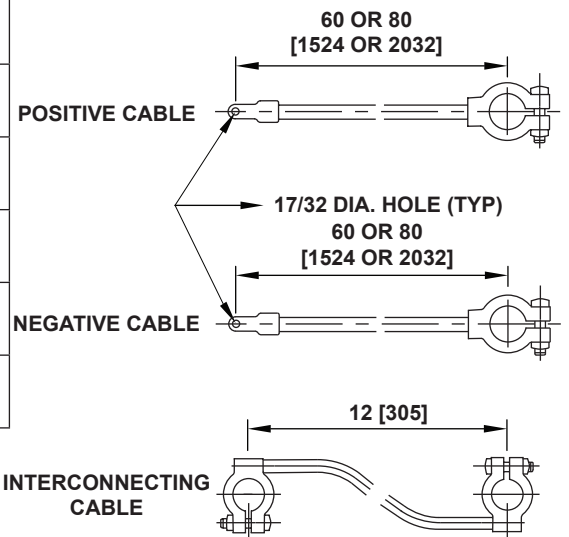 60 OR 80
[1524 OR 2032]
POSITIVE CABLE
17/32 DIA. HOLE (TYP)
60 OR 80
[1524 OR 2032]
NEGATIVE CABLE
12 [305]
INTERCONNECTING
CABLE